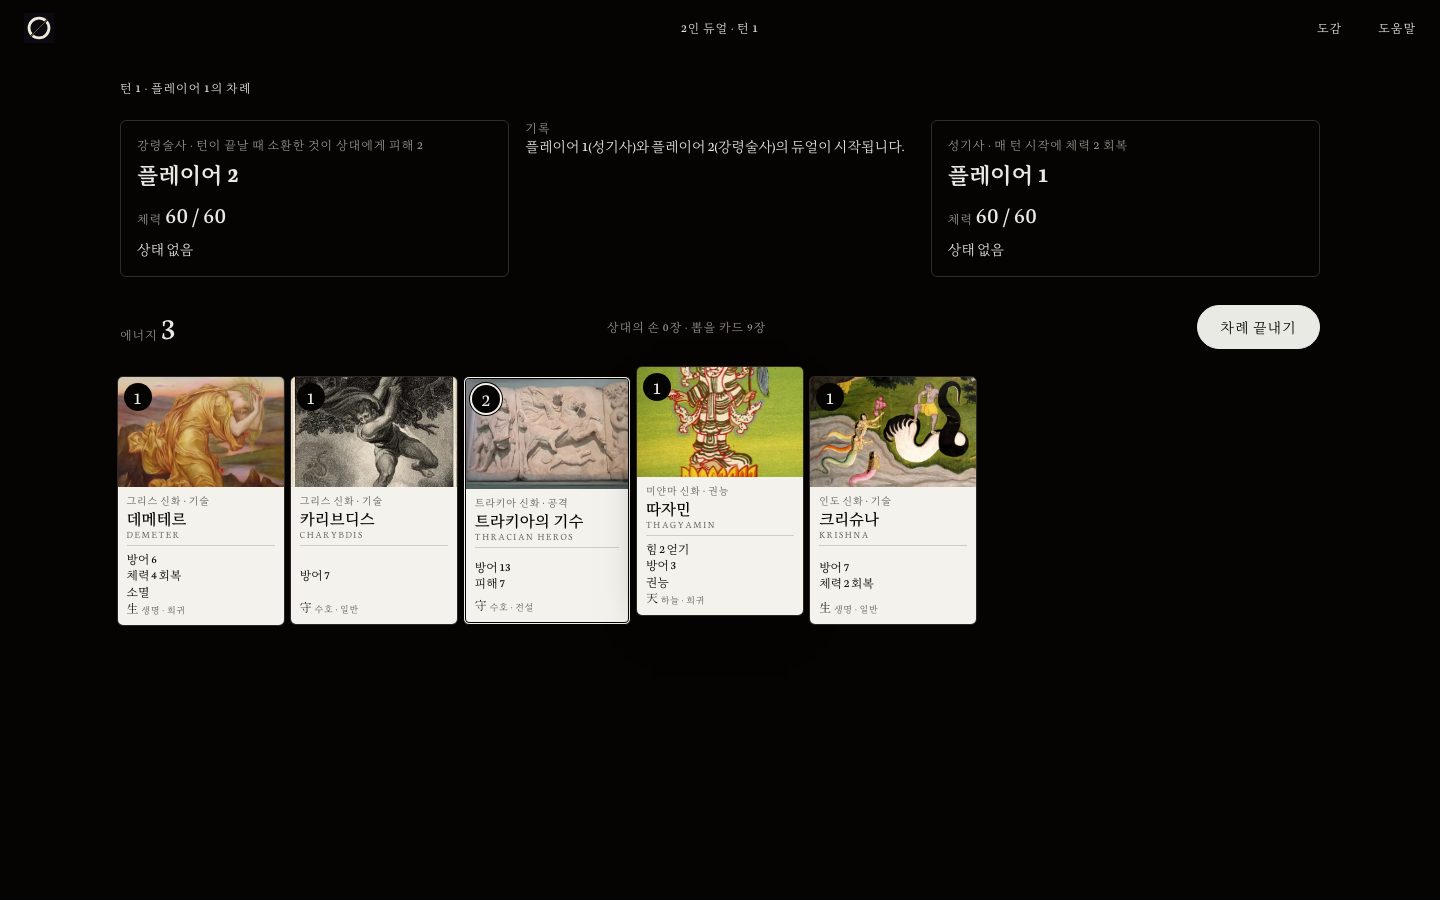 2인 듀얼 · 턴 1
도감
도움말
턴 1 · 플레이어 1의 차례
강령술사 · 턴이 끝날 때 소환한 것이 상대에게 피해 2
플레이어 2
체력 60 / 60
상태 없음
기록
플레이어 1(성기사)와 플레이어 2(강령술사)의 듀얼이 시작됩니다.
성기사 · 매 턴 시작에 체력 2 회복
플레이어 1
체력 60 / 60
상태 없음
에너지 3
상대의 손 0장 · 뽑을 카드 9장
차례 끝내기
1
그리스 신화 · 기술
데메테르
DEMETER
방어 6
체력 4 회복
소멸
生 생명 · 희귀
1
그리스 신화 · 기술
카리브디스
CHARYBDIS
방어 7
守 수호 · 일반
2
트라키아 신화 · 공격
트라키아의 기수
THRACIAN HEROS
방어 13
피해 7
守 수호 · 전설
1
미얀마 신화 · 권능
따자민
THAGYAMIN
힘 2 얻기
방어 3
권능
天 하늘 · 희귀
1
인도 신화 · 기술
크리슈나
KRISHNA
방어 7
체력 2 회복
生 생명 · 일반